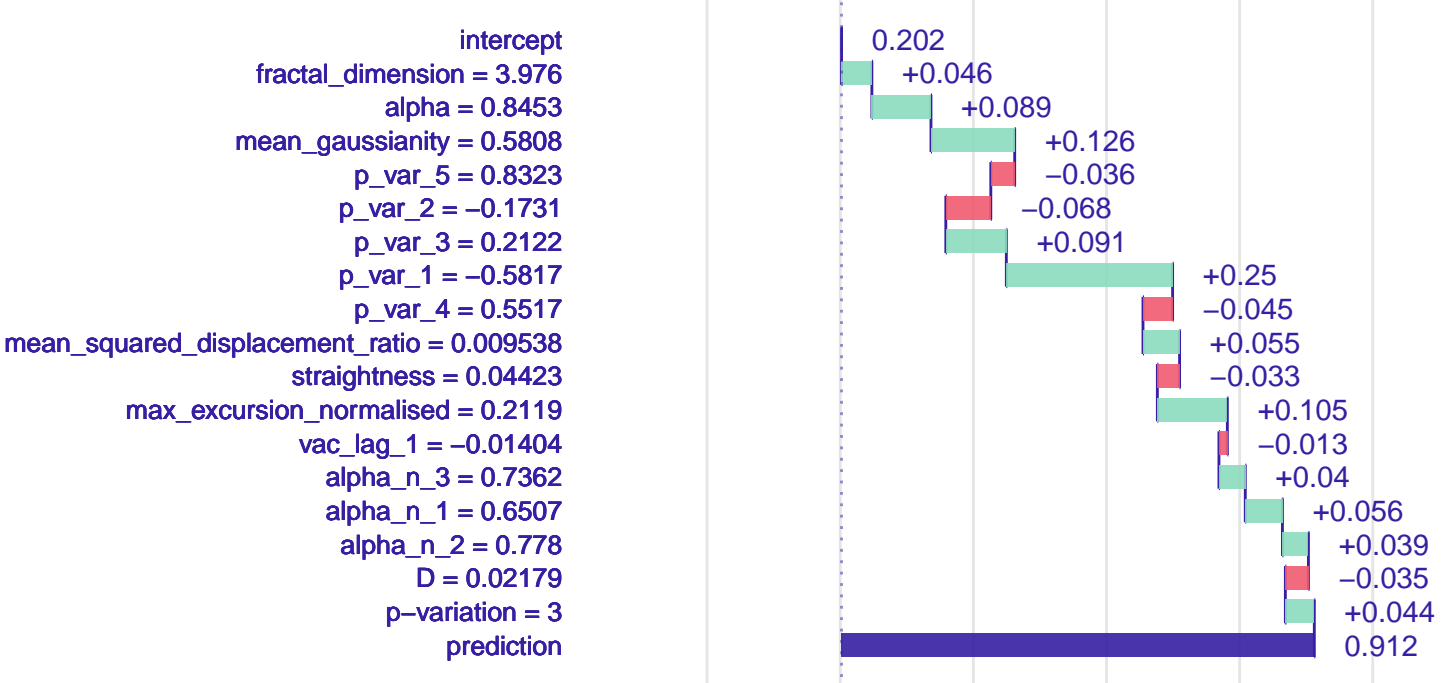 intercept 0.202
fractal_dimension = 3.976 +0.046
alpha = 0.8453 +0.089
mean_gaussianity = 0.5808 +0.126
p_var_5 = 0.8323 −0.036
p_var_2 = −0.1731 −0.068
p_var_3 = 0.2122 +0.091
p_var_1 = −0.5817 +0.25
p_var_4 = 0.5517 −0.045
mean_squared_displacement_ratio = 0.009538 +0.055
straightness = 0.04423 −0.033
max_excursion_normalised = 0.2119 +0.105
vac_lag_1 = −0.01404 −0.013
alpha_n_3 = 0.7362 +0.04
alpha_n_1 = 0.6507 +0.056
alpha_n_2 = 0.778 +0.039
D = 0.02179 −0.035
p−variation = 3 +0.044
prediction 0.912